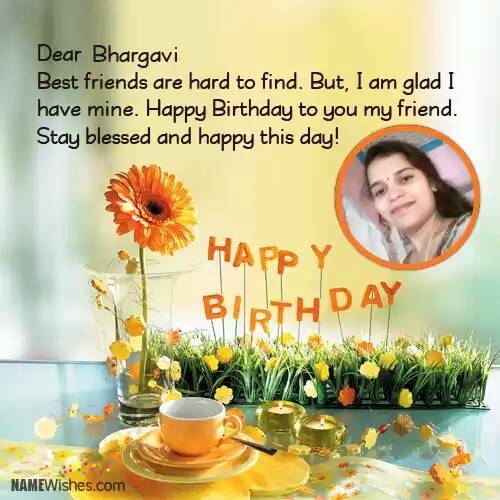 Dear Bhargavi
Best friends are hard to find. But, I am glad I
have mine. Happy Birthday to you my friend.
Stay blessed and happy this day!
HAPPY
BIRTHDAY
NAMEWishes.com